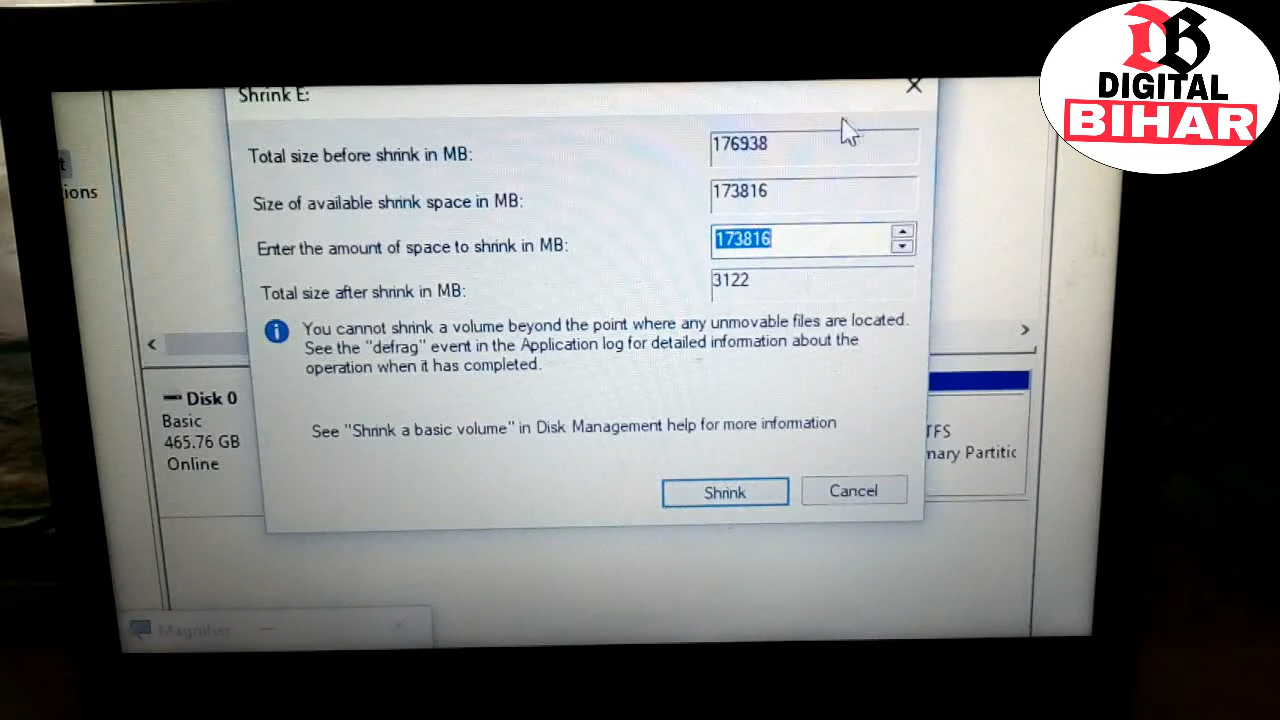 DB
DIGITAL
BIHAR
Shrink E:
Total size before shrink in MB:
176938
Size of available shrink space in MB:
173816
Enter the amount of space to shrink in MB:
173816
Total size after shrink in MB:
3122
You cannot shrink a volume beyond the point where any unmovable files are located.
See the "defrag" event in the Application log for detailed information about the
operation when it has completed.
See "Shrink a basic volume" in Disk Management help for more information
Shrink
Cancel
t
ions
Disk 0
Basic
465.76 GB
Online
TFS
nary Partitic
Magnifier